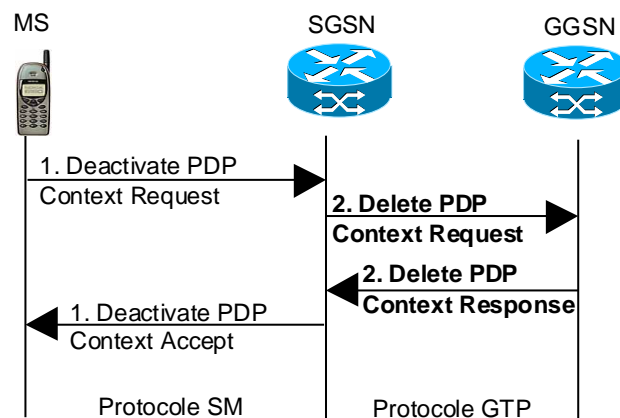 MS
SGSN
GGSN
1. Deactivate PDP
Context Request
2. Delete PDP
Context Request
2. Delete PDP
Context Response
1. Deactivate PDP
Context Accept
Protocole SM
Protocole GTP